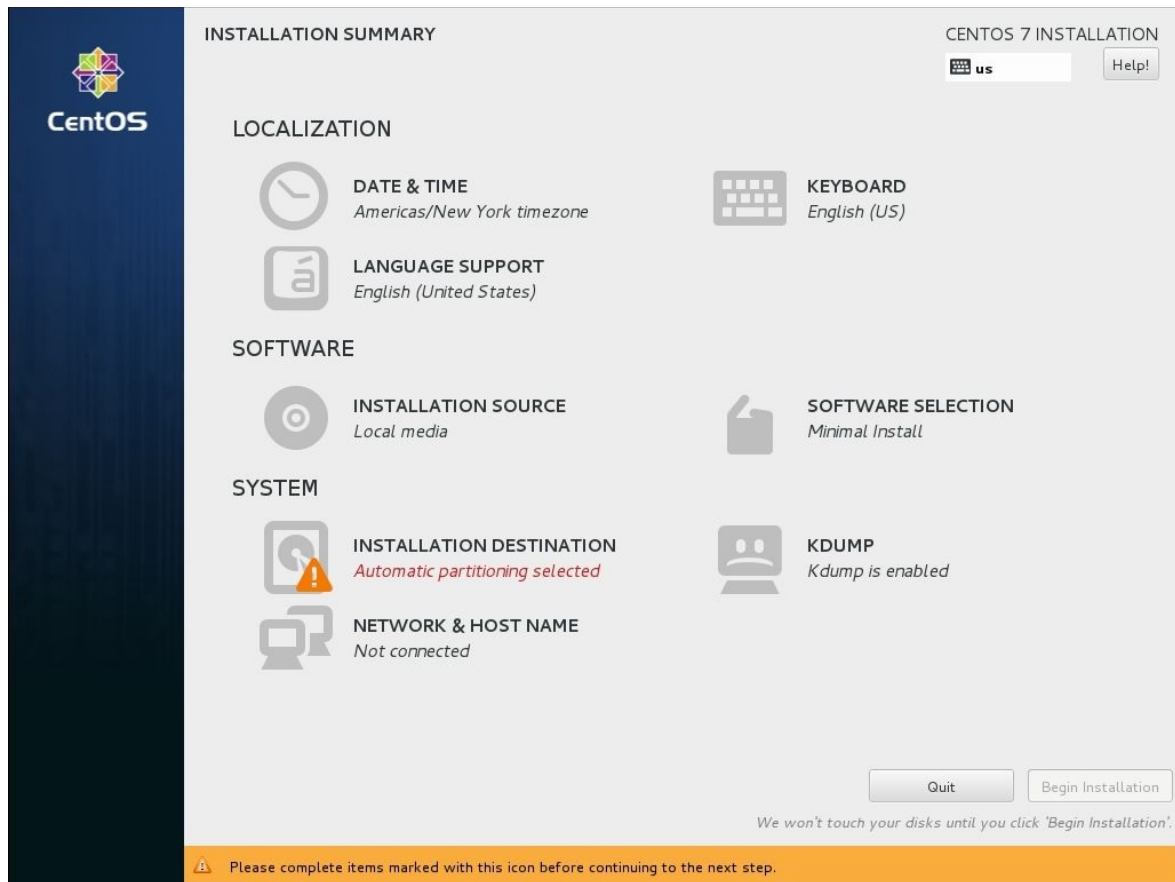 INSTALLATION SUMMARY
CENTOS 7 INSTALLATION
us
Help!
CentOS
LOCALIZATION
DATE & TIME
Americas/New York timezone
KEYBOARD
English (US)
á
LANGUAGE SUPPORT
English (United States)
SOFTWARE
INSTALLATION SOURCE
Local media
SOFTWARE SELECTION
Minimal Install
SYSTEM
INSTALLATION DESTINATION
Automatic partitioning selected
KDUMP
Kdump is enabled
NETWORK & HOST NAME
Not connected
Quit
Begin Installation
We won't touch your disks until you click 'Begin Installation'.
Please complete items marked with this icon before continuing to the next step.